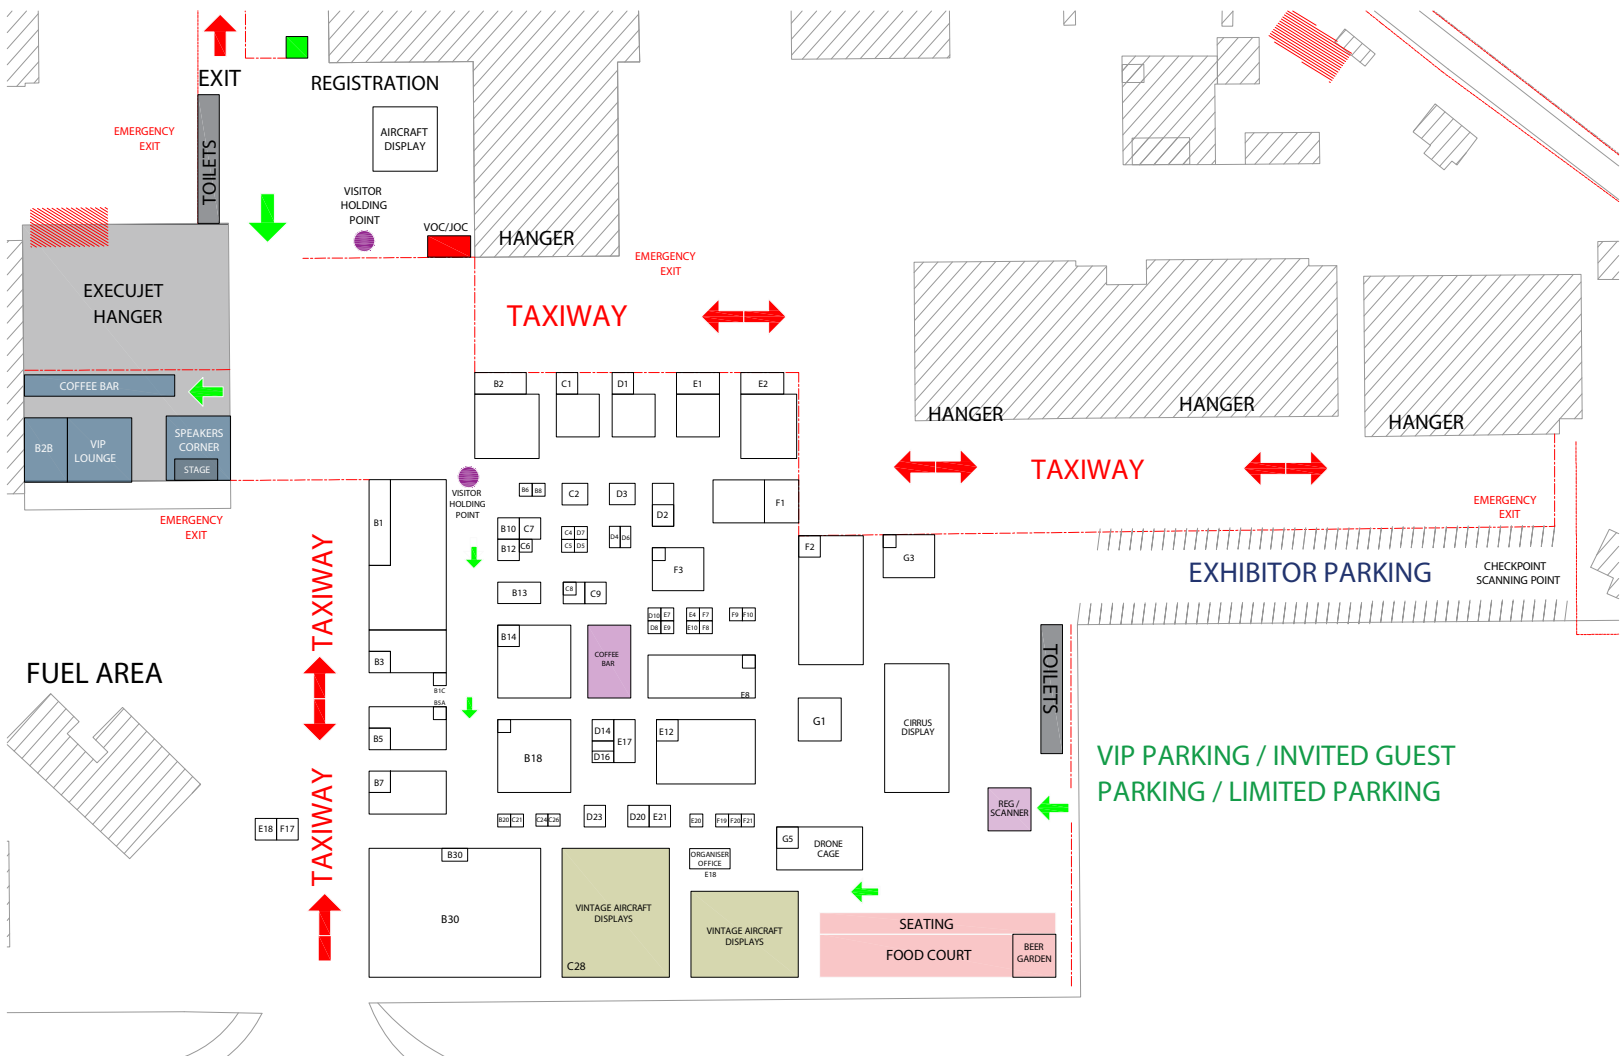 EXIT
REGISTRATION
EMERGENCY
EXIT
TOILETS
AIRCRAFT
DISPLAY
VISITOR
HOLDING
POINT
VOC/JOC
HANGER
EMERGENCY
EXIT
EXECUJET
HANGER
TAXIWAY
COFFEE BAR
B2B
VIP
LOUNGE
SPEAKERS
CORNER
STAGE
EMERGENCY
EXIT
B2
C1
D1
E1
E2
HANGER
HANGER
HANGER
TAXIWAY
EMERGENCY
EXIT
B1
VISITOR
HOLDING
POINT
B6
B8
C2
D3
D2
F1
B10
C7
B12
C6
C4
D7
C5
D5
D4
D6
F3
F2
G3
EXHIBITOR PARKING
CHECKPOINT
SCANNING POINT
TAXIWAY
B13
C8
C9
D10
E7
D8
E9
E4
F7
E10
F8
F9
F10
B14
COFFEE
BAR
B3
B1C
B5A
E8
FUEL AREA
TOILETS
B5
B18
D14
D16
E17
E12
G1
CIRRUS
DISPLAY
VIP PARKING / INVITED GUEST
PARKING / LIMITED PARKING
B7
TAXIWAY
E18
F17
B20
C21
C24
C26
D23
D20
E21
E20
F19
F20
F21
REG /
SCANNER
G5
DRONE
CAGE
B30
B30
ORGANISER
OFFICE
E18
VINTAGE AIRCRAFT
DISPLAYS
C28
VINTAGE AIRCRAFT
DISPLAYS
SEATING
FOOD COURT
BEER
GARDEN